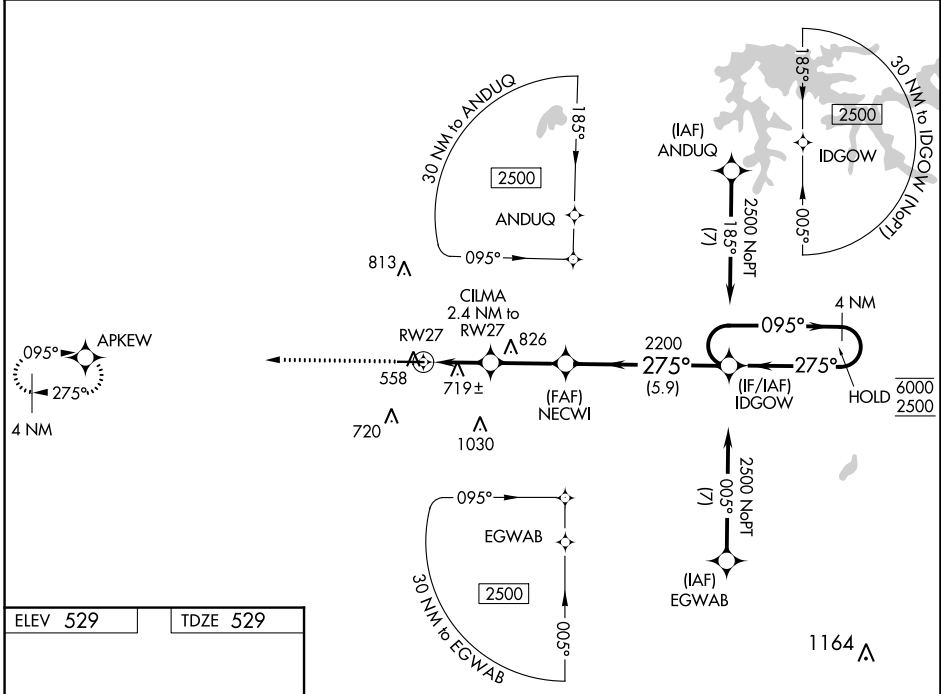 30 NM to ANDUQ
185°
2500
ANDUQ
095°
(IAF)
ANDUQ
2500 NoPT
185°
(7)
185°
30 NM to IDGOW (NoPT)
2500
IDGOW
005°
813
CILMA
2.4 NM to
RW27
RW27
826
558
719 ±
APKEW
095°
275°
4 NM
720
1030
(FAF)
NECWI
2200
275°
(5.9)
095°
275°
4 NM
(IF/IAF)
IDGOW
HOLD
6000
2500
2500 NoPT
005°
(7)
(IAF)
EGWAB
095°
EGWAB
2500
005°
30 NM to EGWAB
1164
ELEV 529
TDZE 529